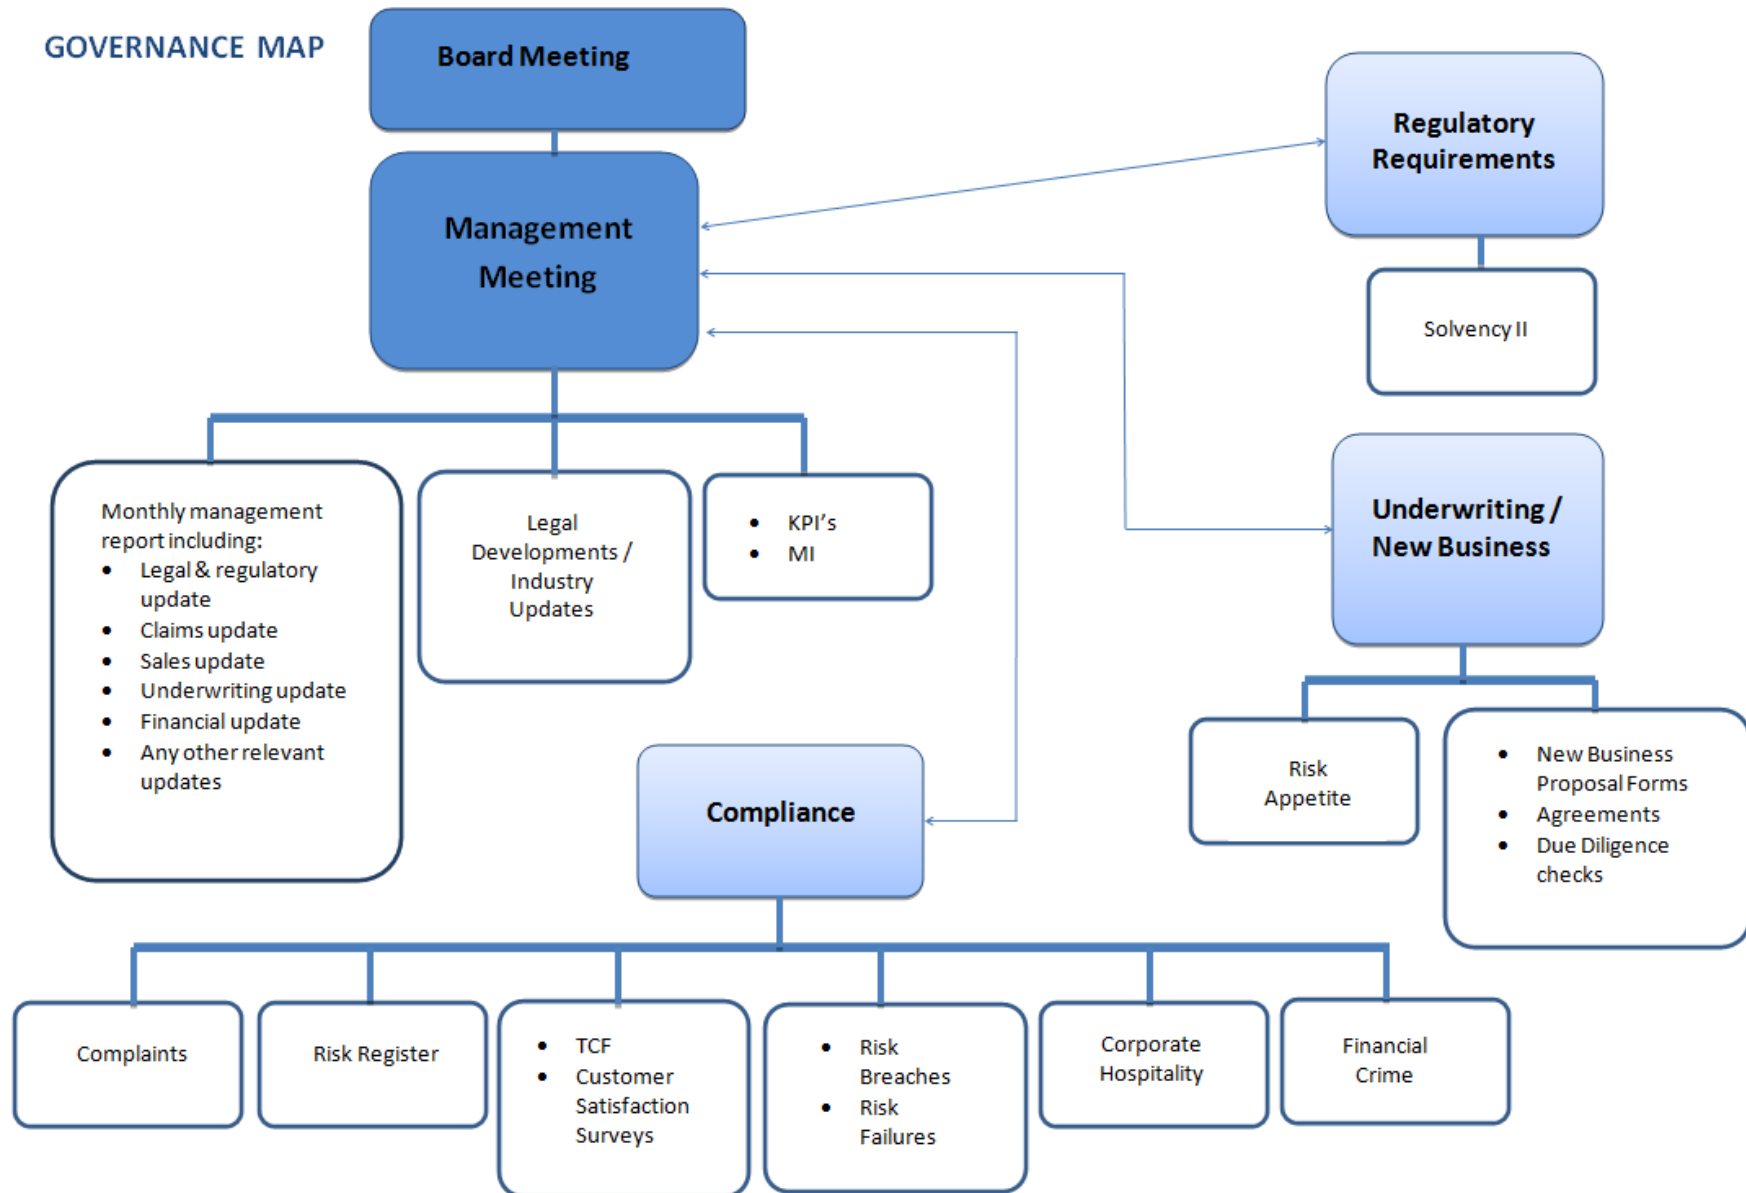 GOVERNANCE MAP
Board Meeting
Regulatory
Requirements
Management
Meeting
Solvency II
Monthly management
report including:
• Legal & regulatory
update
• Claims update
• Sales update
• Underwriting update
• Financial update
• Any other relevant
updates
Legal
Developments /
Industry
Updates
• KPI's
• MI
Underwriting /
New Business
Risk
Appetite
• New Business
Proposal Forms
• Agreements
• Due Diligence
checks
Compliance
Complaints
Risk Register
• TCF
• Customer
Satisfaction
Surveys
• Risk
Breaches
• Risk
Failures
Corporate
Hospitality
Financial
Crime